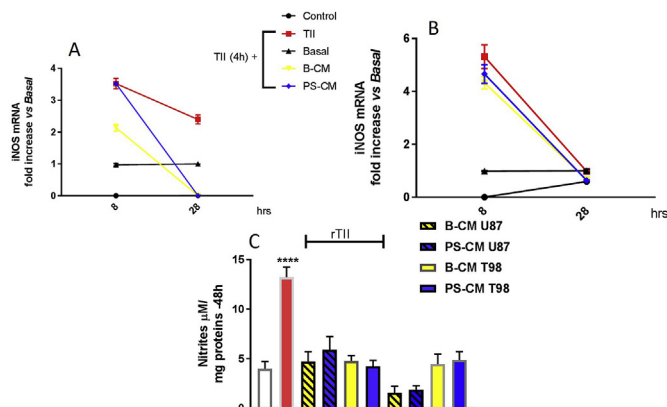 Control
TII
Basal
B-CM
PS-CM
TII (4h) +
A
iNOS mRNA
fold increase vs Basal
4
3
2
1
0
8
28
hrs
B
iNOS mRNA
fold increase vs Basal
6
4
2
0
8
28
hrs
B-CM U87
PS-CM U87
B-CM T98
PS-CM T98
C
rTII
****
Nitrites μM/
mg proteins -48h
15
10
5
0